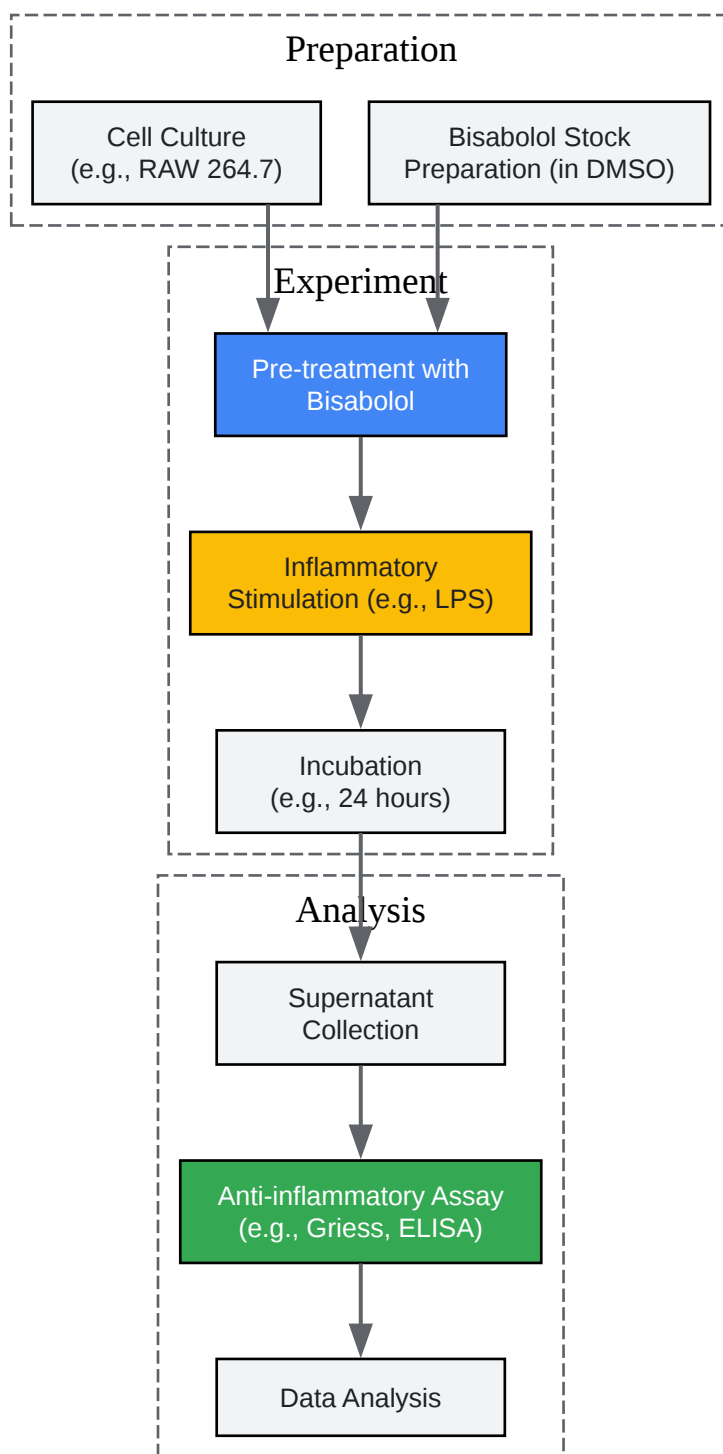 Preparation
Cell Culture
(e.g., RAW 264.7)
Bisabolol Stock
Preparation (in DMSO)
Experiment
Pre-treatment with
Bisabolol
Inflammatory
Stimulation (e.g., LPS)
Incubation
(e.g., 24 hours)
Analysis
Supernatant
Collection
Anti-inflammatory Assay
(e.g., Griess, ELISA)
Data Analysis